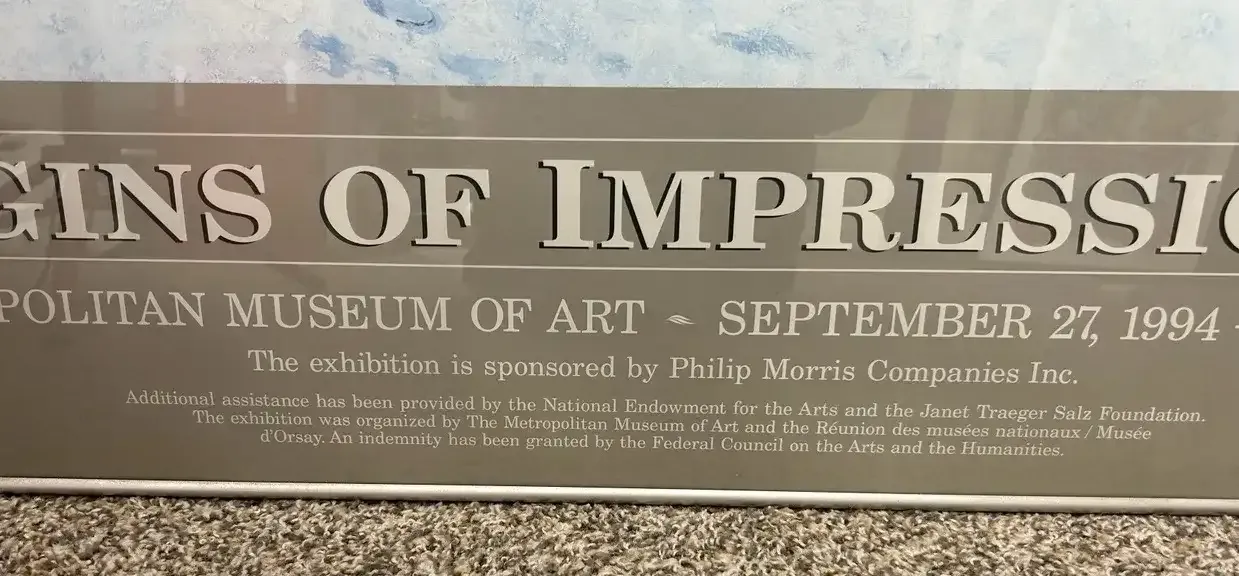 GINS OF IMPRESSIO
POLITAN MUSEUM OF ART ~ SEPTEMBER 27, 1994 -
The exhibition is sponsored by Philip Morris Companies Inc.
Additional assistance has been provided by the National Endowment for the Arts and the Janet Traeger Salz Foundation.
The exhibition was organized by The Metropolitan Museum of Art and the Réunion des musées nationaux / Musée
d'Orsay. An indemnity has been granted by the Federal Council on the Arts and the Humanities.